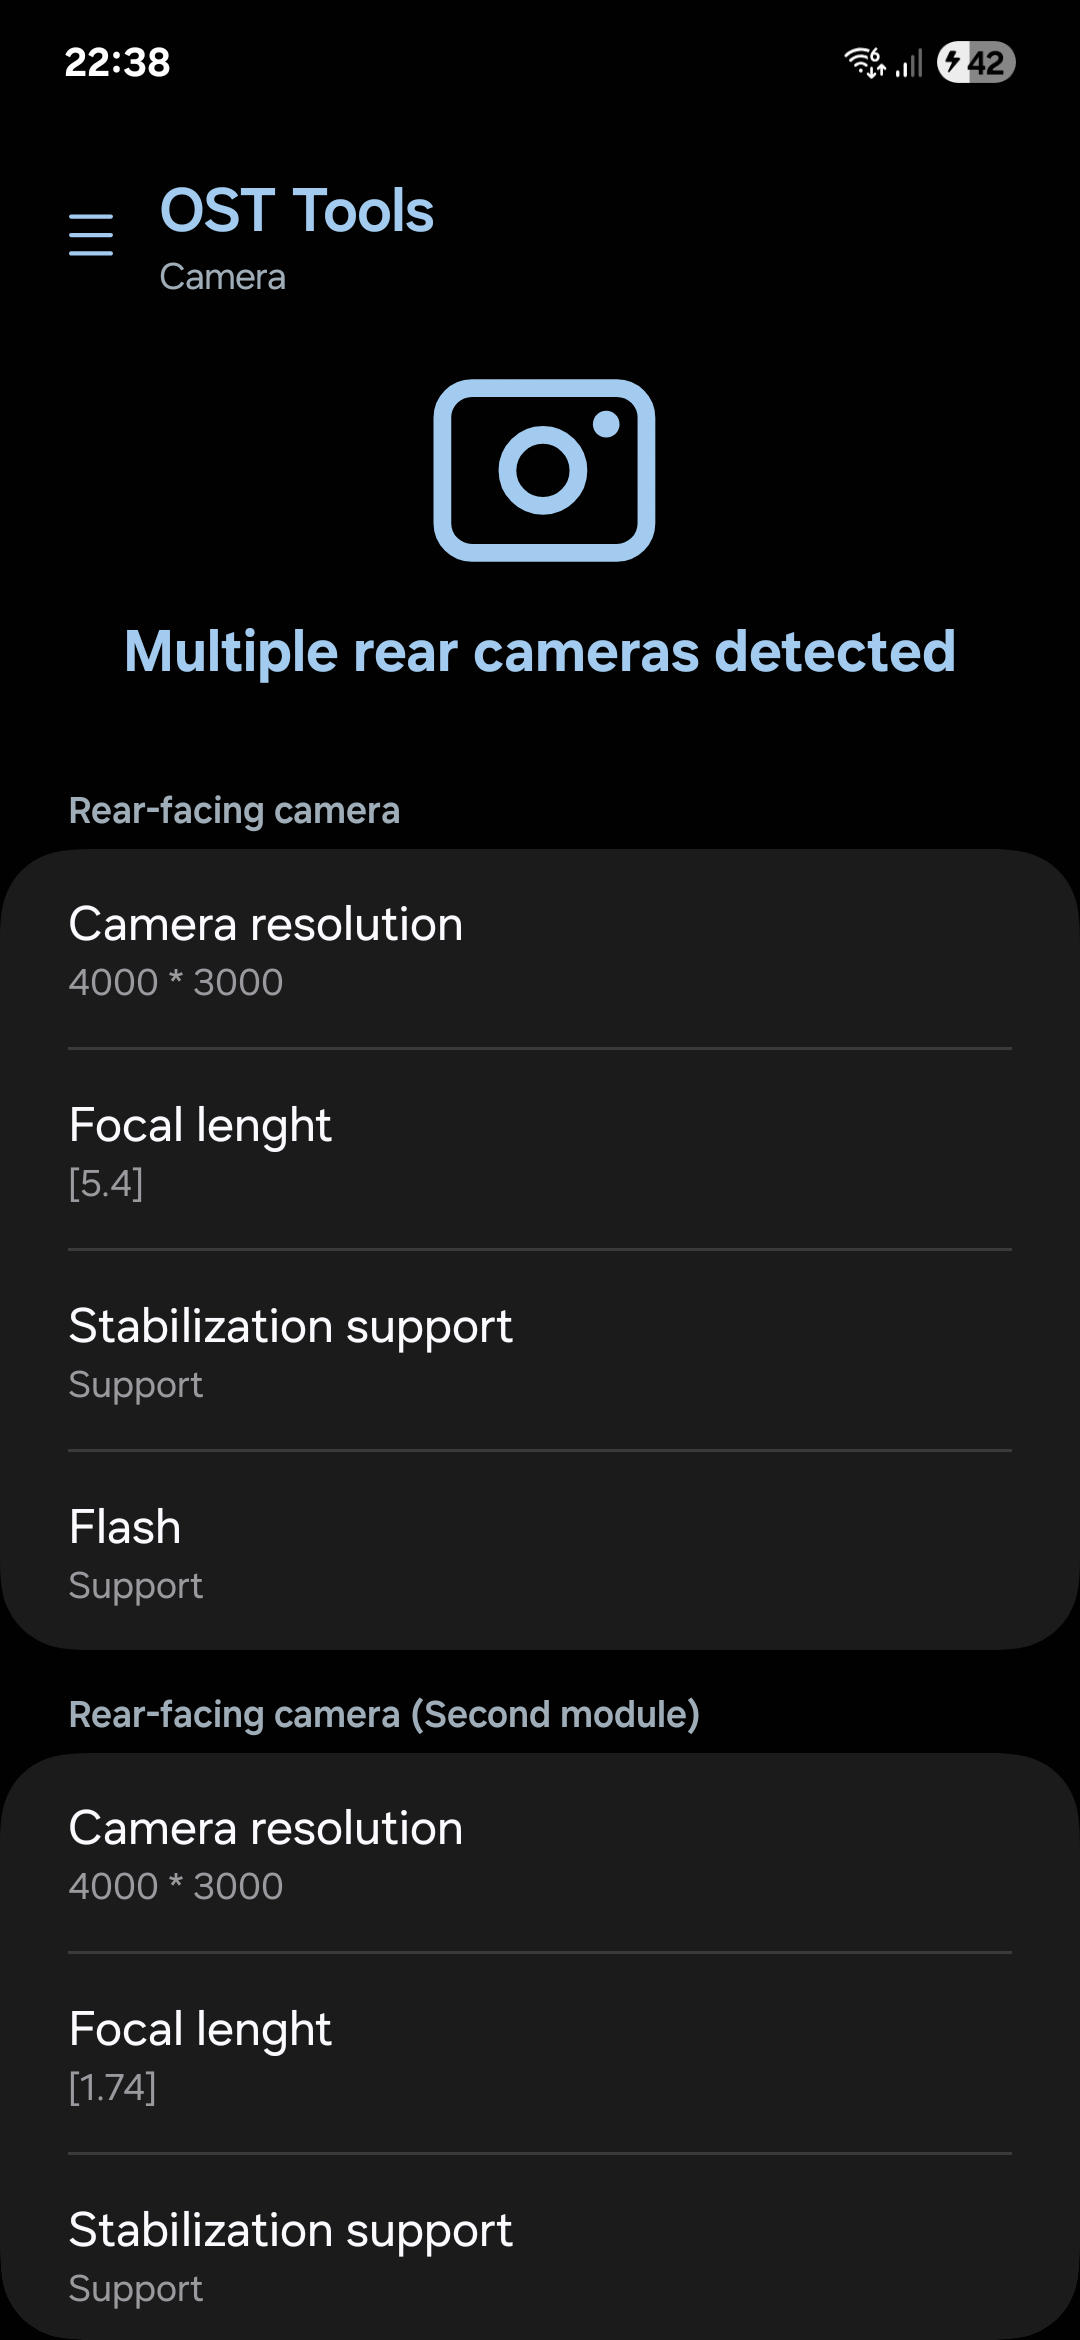 22:38
6
42
OST Tools
Camera
Multiple rear cameras detected
Rear-facing camera
Camera resolution
4000 * 3000
Focal lenght
[5.4]
Stabilization support
Support
Flash
Support
Rear-facing camera (Second module)
Camera resolution
4000 * 3000
Focal lenght
[1.74]
Stabilization support
Support